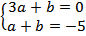 3a + b = 0
a + b = −5